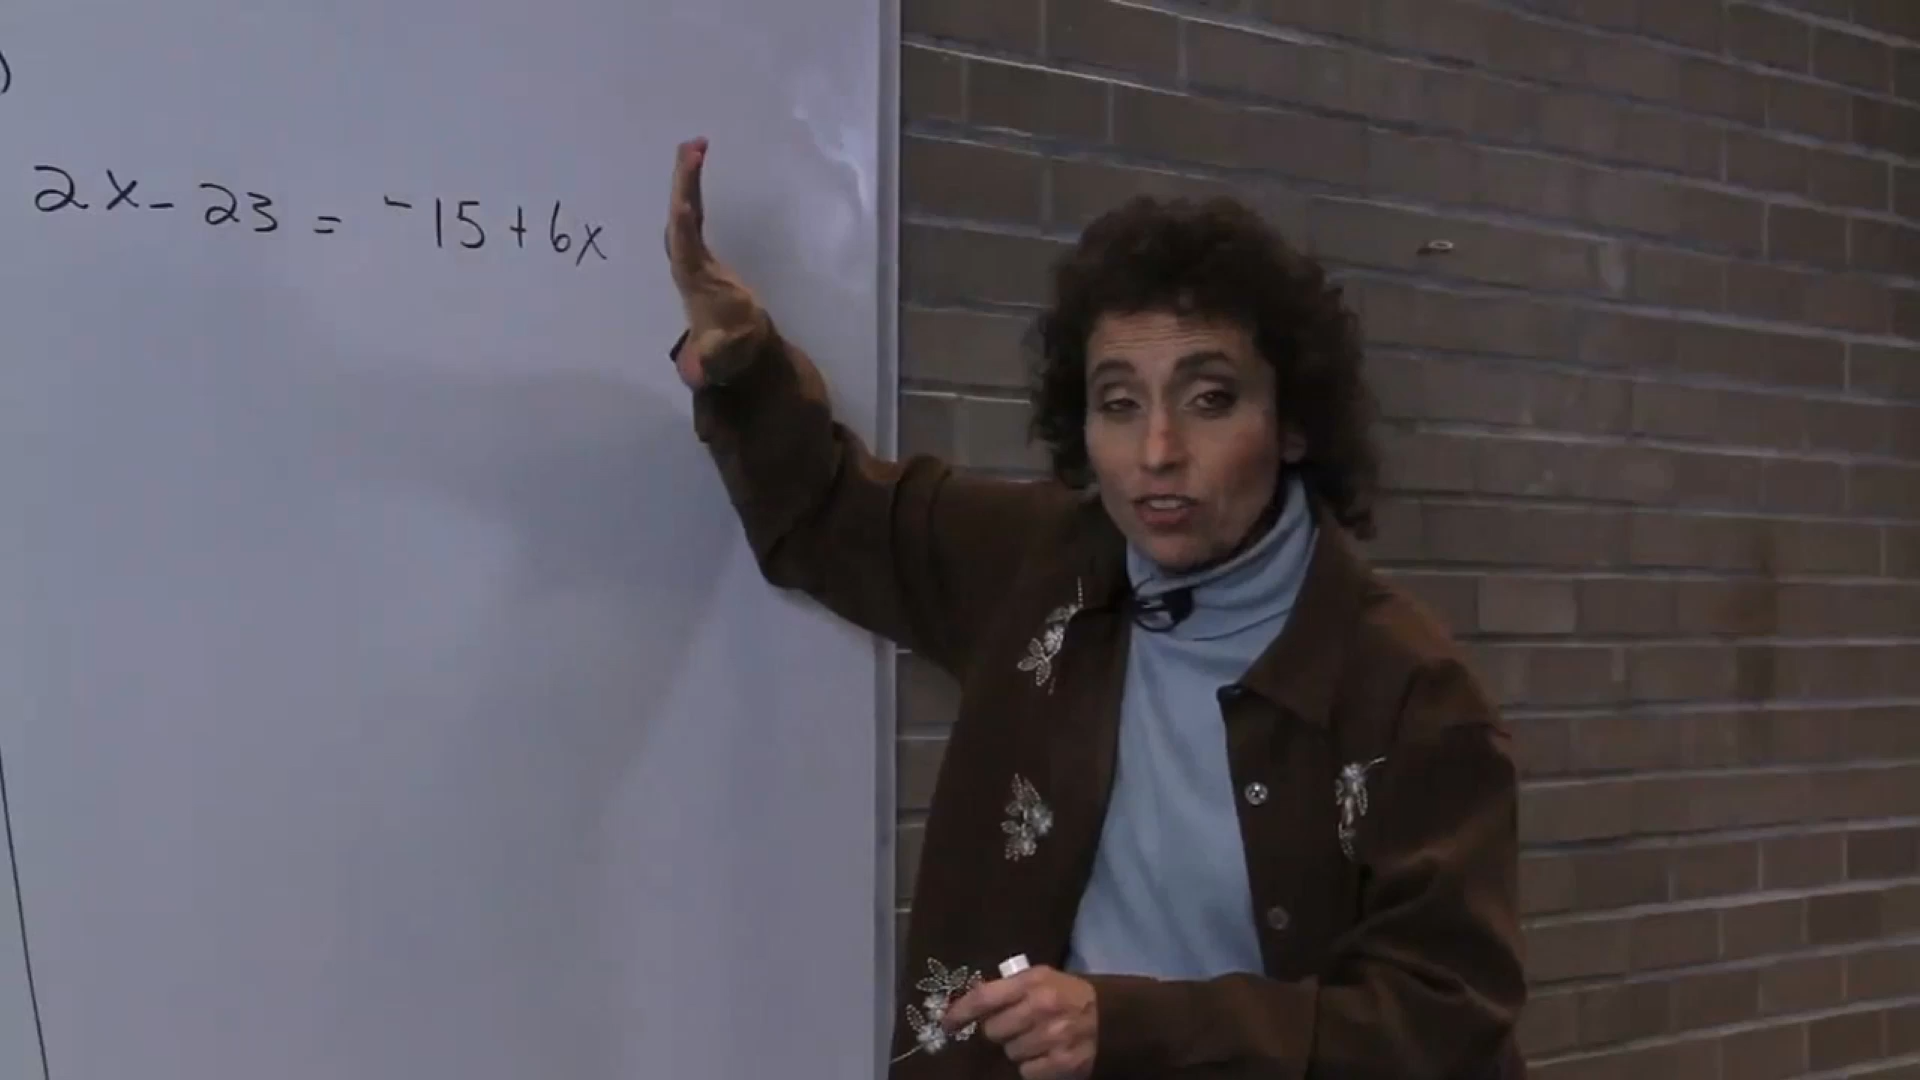 )
2x - 23 = -15 + 6x